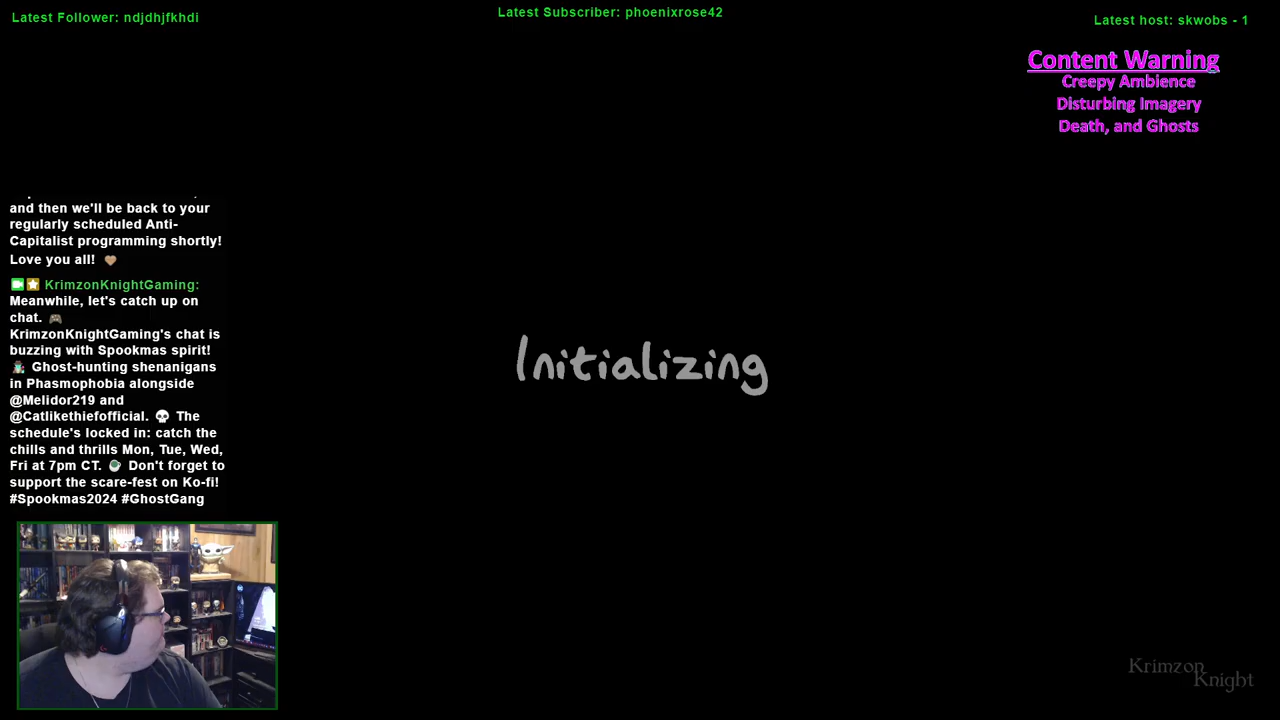 Latest Follower: ndjdhjfkhdi
Latest Subscriber: phoenixrose42
Latest host: skwobs - 1
Content Warning
Creepy Ambience
Disturbing Imagery
Death, and Ghosts
and then we'll be back to your
regularly scheduled Anti-
Capitalist programming shortly!
Love you all! 🤎
KrimzonKnightGaming:
Meanwhile, let's catch up on
chat. 🎮
KrimzonKnightGaming's chat is
buzzing with Spookmas spirit!
Ghost-hunting shenanigans
in Phasmophobia alongside
@Melidor219 and
@Catlikethiefofficial. 💀 The
schedule's locked in: catch the
chills and thrills Mon, Tue, Wed,
Fri at 7pm CT. 🍵 Don't forget to
support the scare-fest on Ko-fi!
#Spookmas2024 #GhostGang
Initializing
Krimzon
Knight